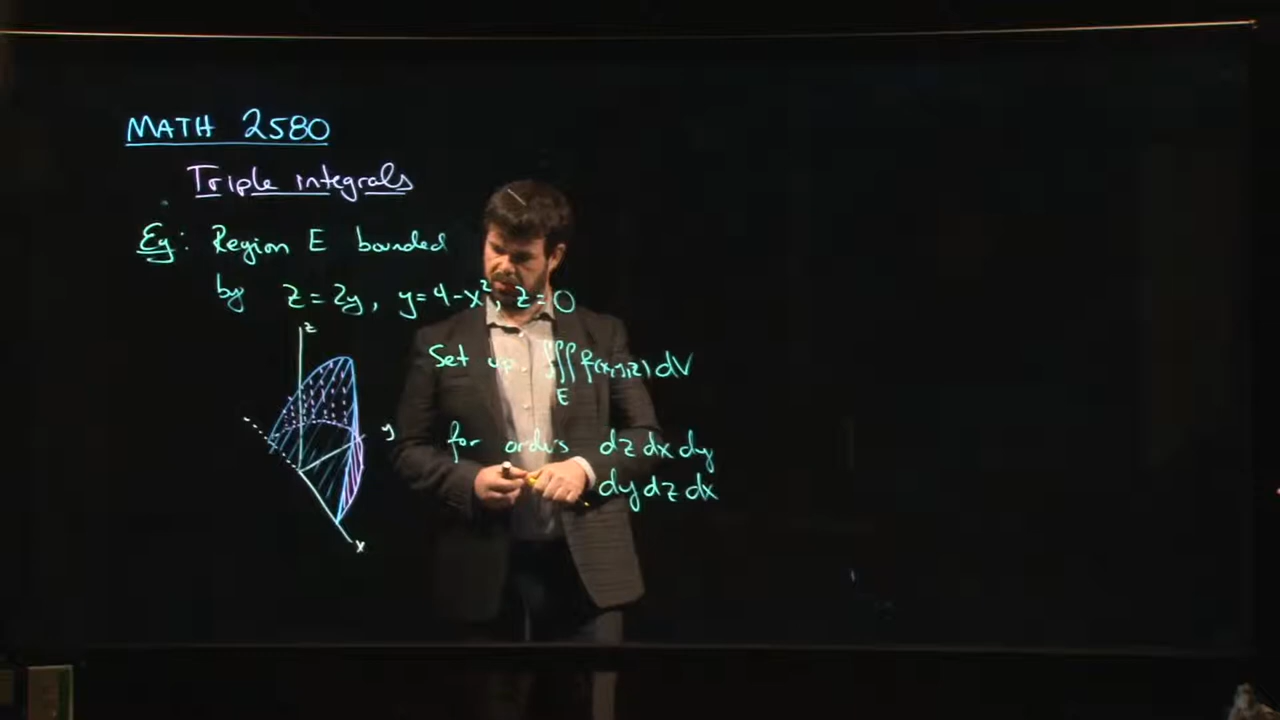 MATH 2580
Triple integrals
Eg: Region E bounded
by z = 2y, y = 4 - x², z = 0
Set up ∭ f(x,y,z) dV
E
for orders dz dx dy
dy dz dx
z
y
x